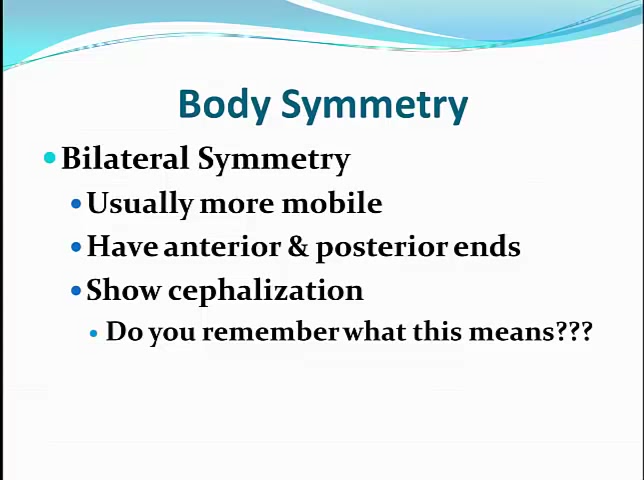 Body Symmetry
Bilateral Symmetry
Usually more mobile
Have anterior & posterior ends
Show cephalization
Do you remember what this means???